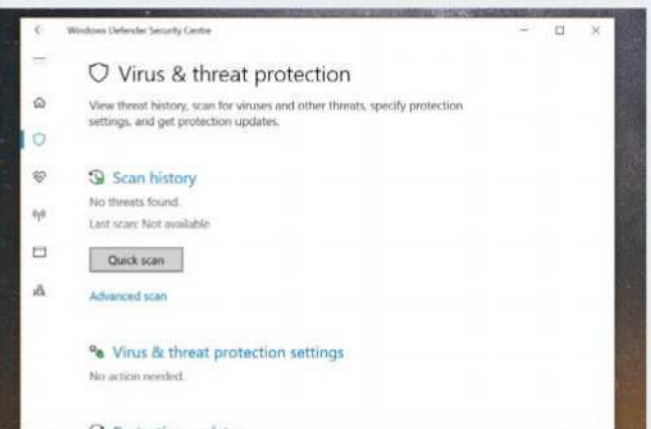 Windows Defender Security Centre
Virus & threat protection
View threat history, scan for viruses and other threats, specify protection
settings, and get protection updates.
Scan history
No threats found.
Last scan: Not available
Quick scan
Advanced scan
Virus & threat protection settings
No action needed.